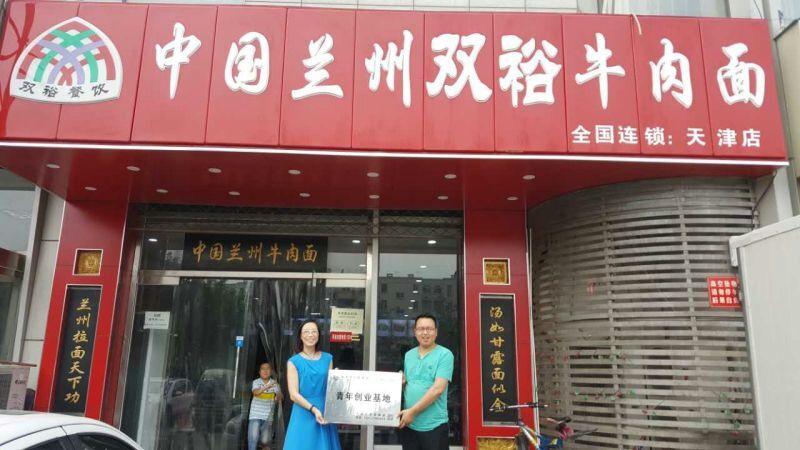 中国兰州双裕牛肉面
双裕餐饮
全国连锁：天津店
中国兰州牛肉面
兰州拉面天下功
汤如甘露面似金
青年创业基地